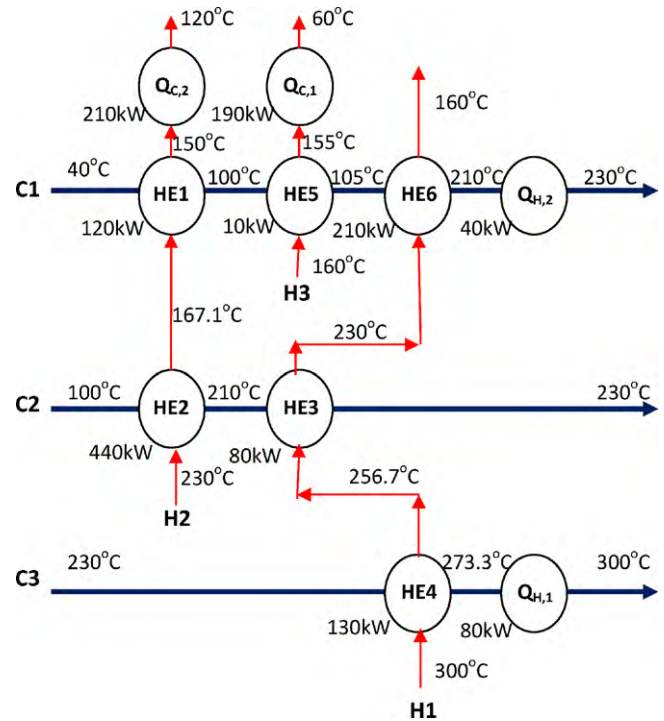 120°C 60°C
Q_C,2 Q_C,1
210kW 190kW 160°C
150°C 155°C
40°C 100°C 105°C 210°C 230°C
C1 HE1 HE5 HE6 Q_H,2
120kW 10kW 210kW 40kW
160°C
H3
167.1°C
230°C
100°C 210°C 230°C
C2 HE2 HE3
440kW 80kW
230°C 256.7°C
H2
230°C 273.3°C 300°C
C3 HE4 Q_H,1
130kW 80kW
300°C
H1